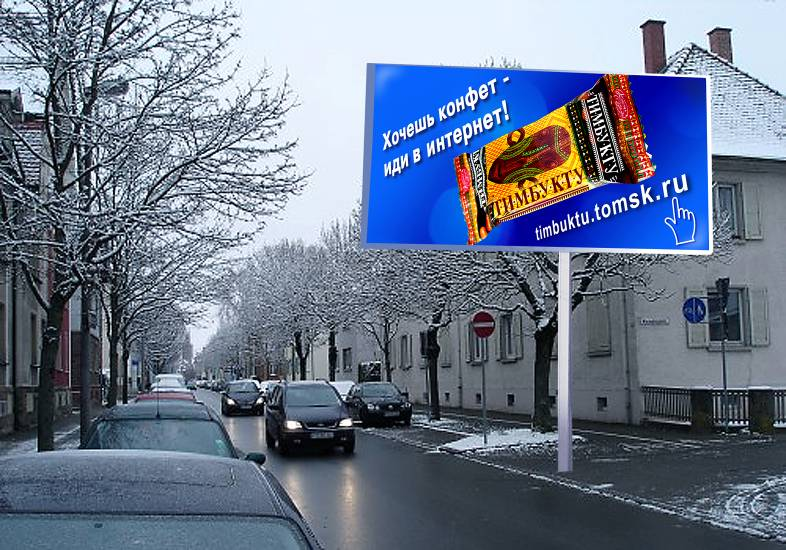 Хочешь конфет -
иди в интернет!
ТИМБУКТУ
ТИМБУКТУ
timbuktu.tomsk.ru